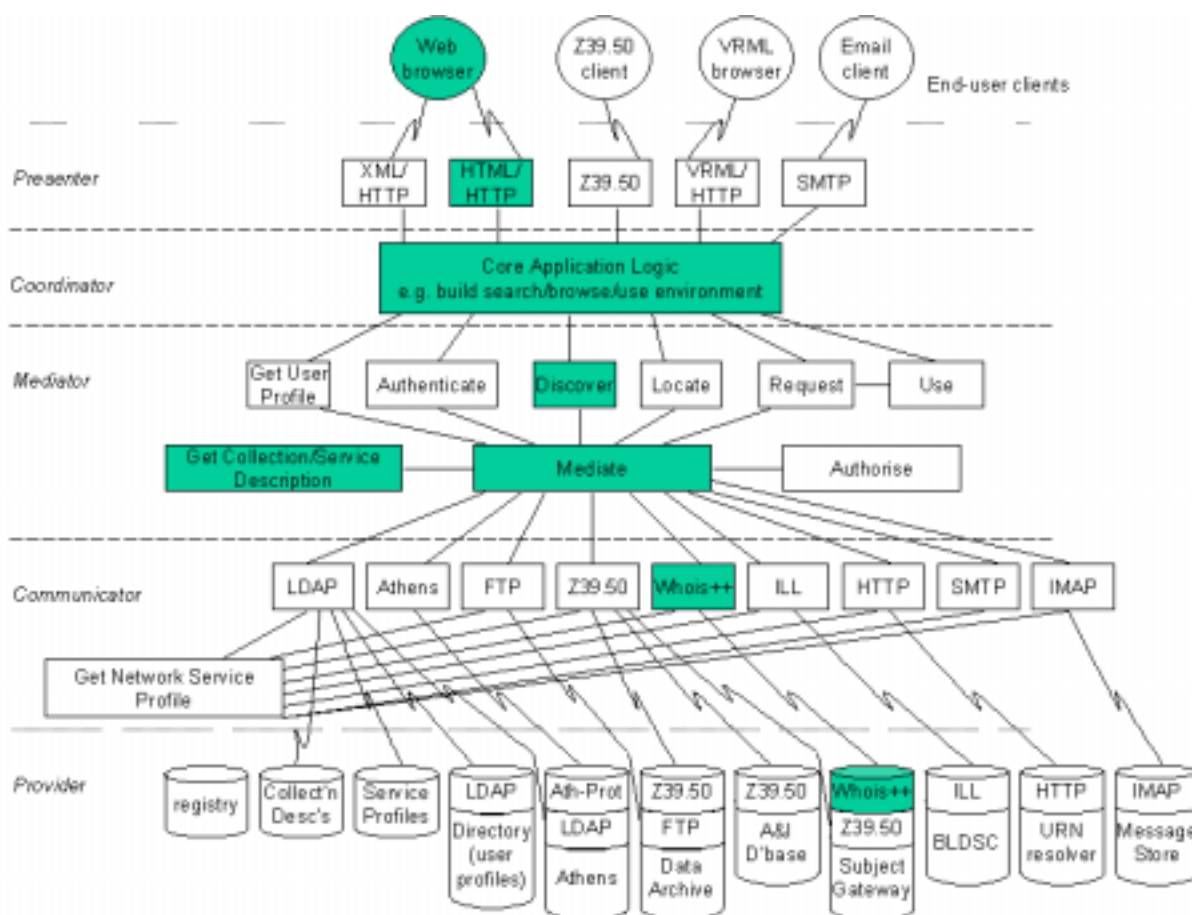 Web
browser
Z39.50
client
VRML
browser
Email
client
End-user clients
Presenter
XML/
HTTP
HTML/
HTTP
Z39.50
VRML/
HTTP
SMTP
Coordinator
Core Application Logic
e.g. build search/browse/use environment
Mediator
Get User
Profile
Authenticate
Discover
Locate
Request
Use
Get Collection/Service
Description
Mediate
Authorise
Communicator
LDAP
Athens
FTP
Z39.50
Whois++
ILL
HTTP
SMTP
IMAP
Get Network Service
Profile
Provider
registry
Collect'n
Desc's
Service
Profiles
LDAP
Directory
(user
profiles)
Ath-Prot
LDAP
Athens
Z39.50
FTP
Data
Archive
Z39.50
A&I
D'base
Whois++
Z39.50
Subject
Gateway
ILL
BLDSC
HTTP
URN
resolver
IMAP
Message
Store